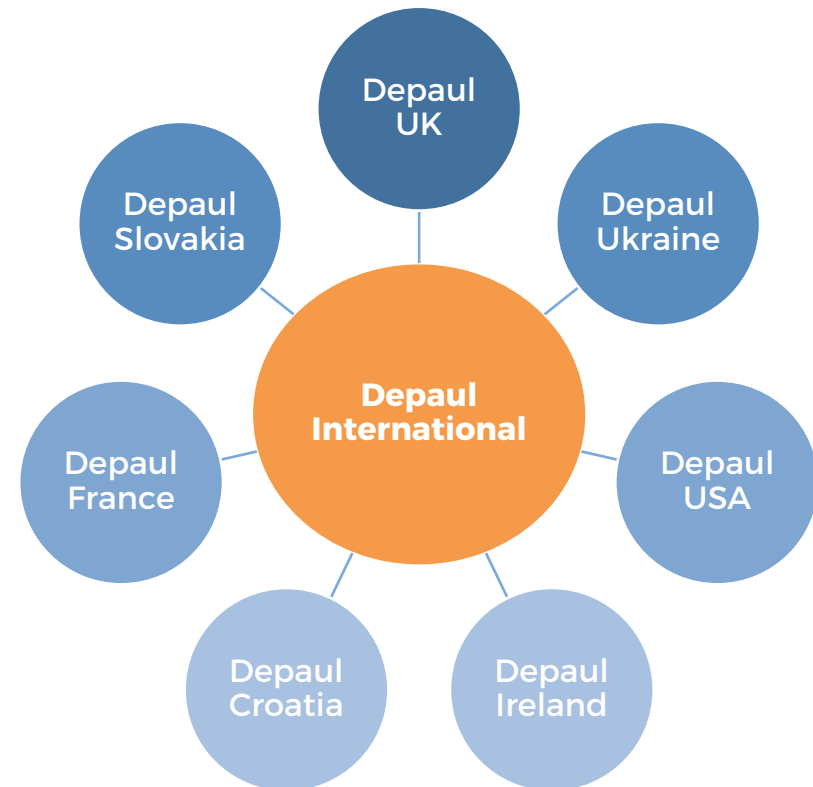 Depaul
UK
Depaul
Slovakia
Depaul
Ukraine
Depaul
International
Depaul
France
Depaul
USA
Depaul
Croatia
Depaul
Ireland